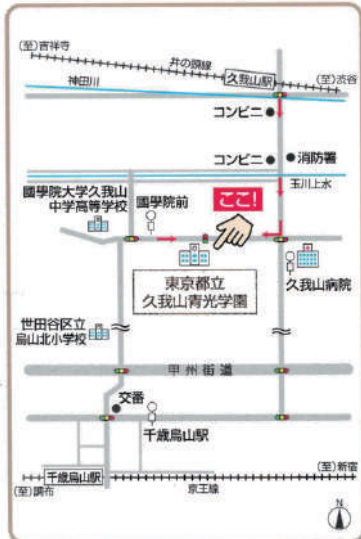 (至)吉祥寺
井の頭線
久我山駅
(至)渋谷
神田川
コンビニ
コンビニ
消防署
玉川上水
國學院大学久我山
中学高等学校
國學院前
ここ!
東京都立
久我山青光学園
久我山病院
世田谷区立
烏山北小学校
甲州街道
交番
千歳烏山駅
千歳烏山駅
(至)新宿
(至)調布
京王線
N